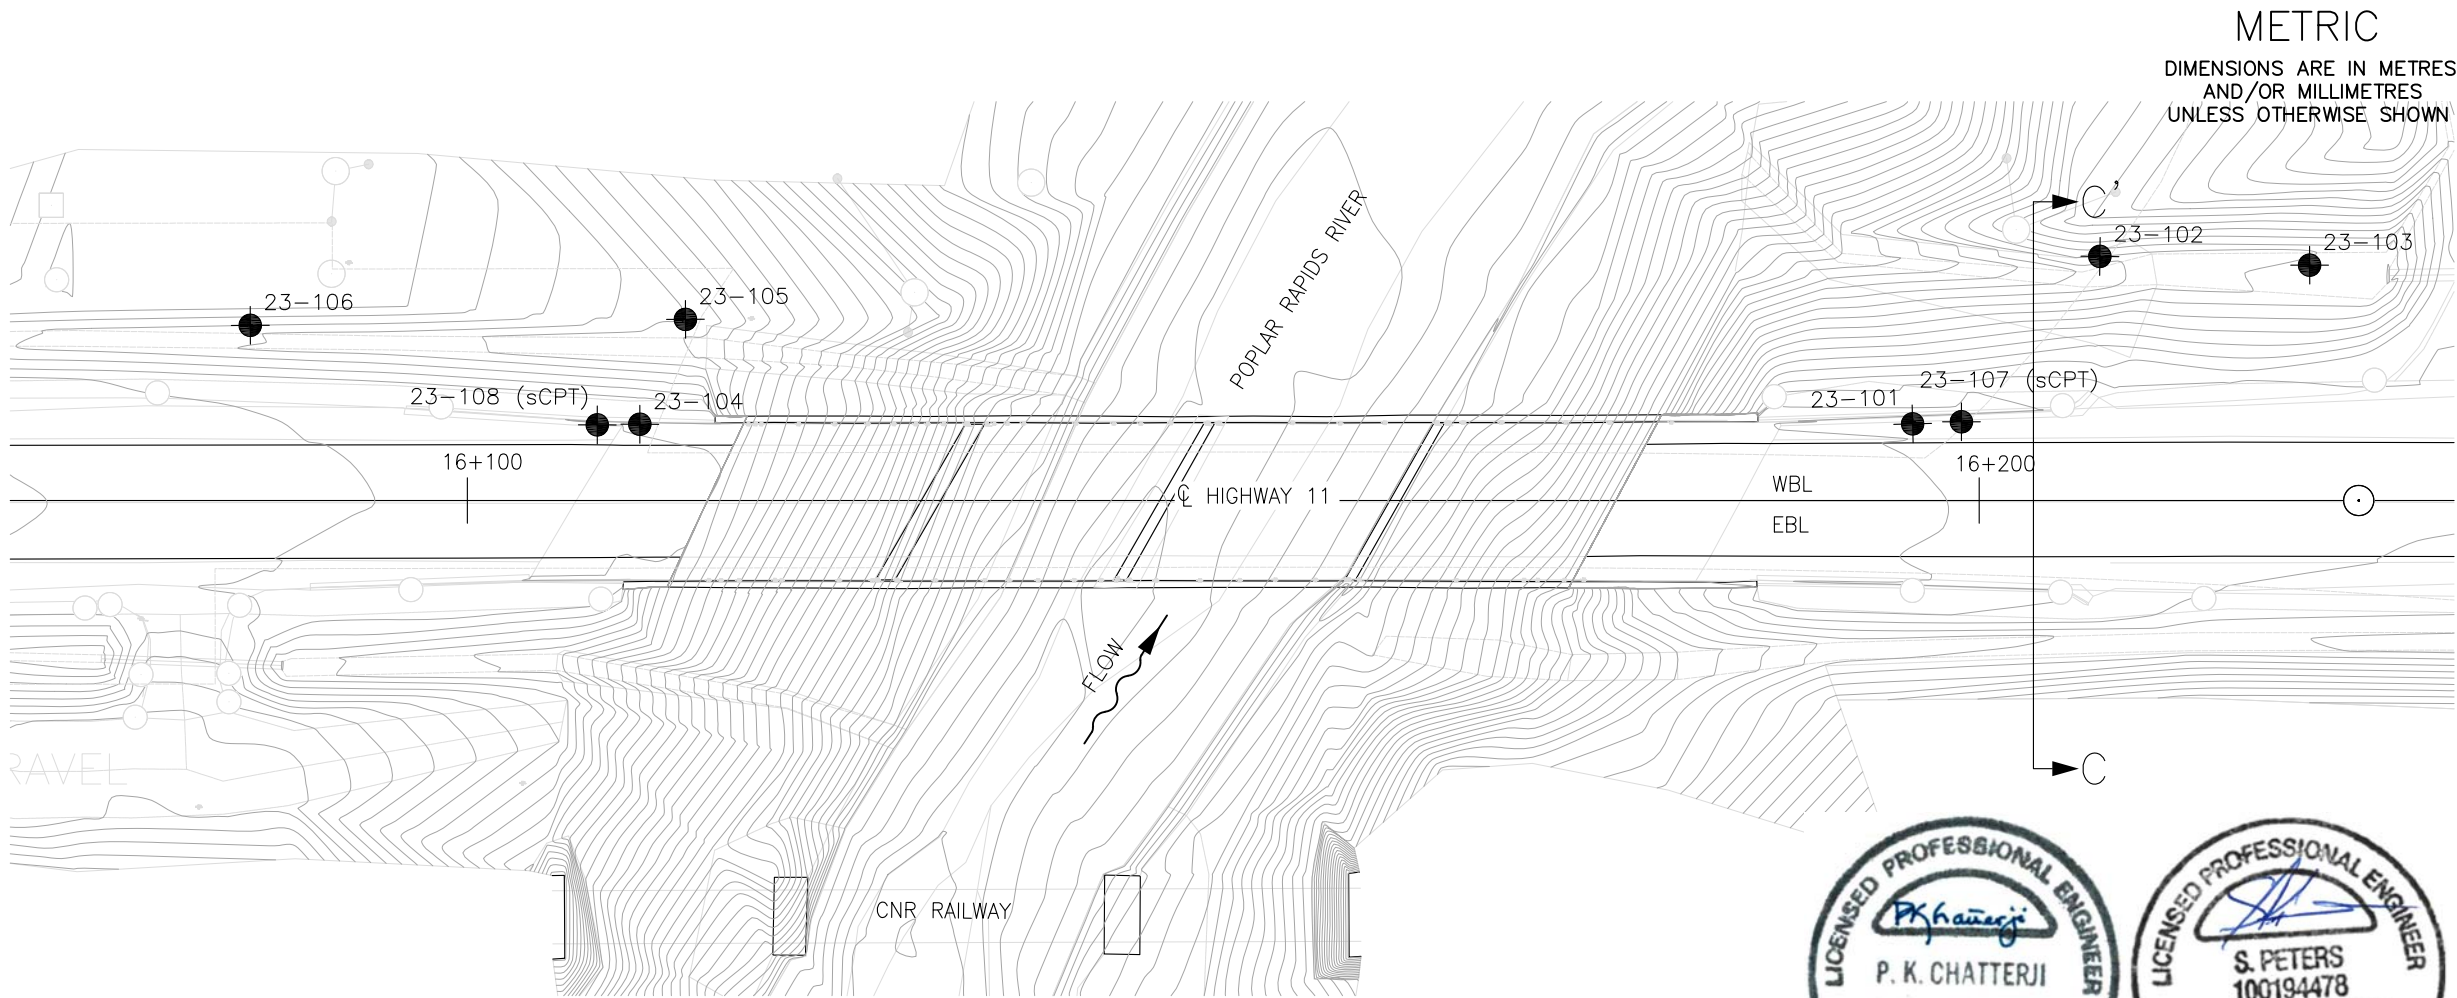 METRIC
DIMENSIONS ARE IN METRES
AND/OR MILLIMETRES
UNLESS OTHERWISE SHOWN
C'
23-102
23-103
23-106
23-105
POPLAR RAPIDS RIVER
23-108 (sCPT)
23-104
23-101
23-107 (sCPT)
16+100
16+200
℄ HIGHWAY 11
WBL
EBL
FLOW
C
RAVEL
CNR RAILWAY
LICENSED PROFESSIONAL ENGINEER
P. K. CHATTERJI
LICENSED PROFESSIONAL ENGINEER
S. PETERS
100194478